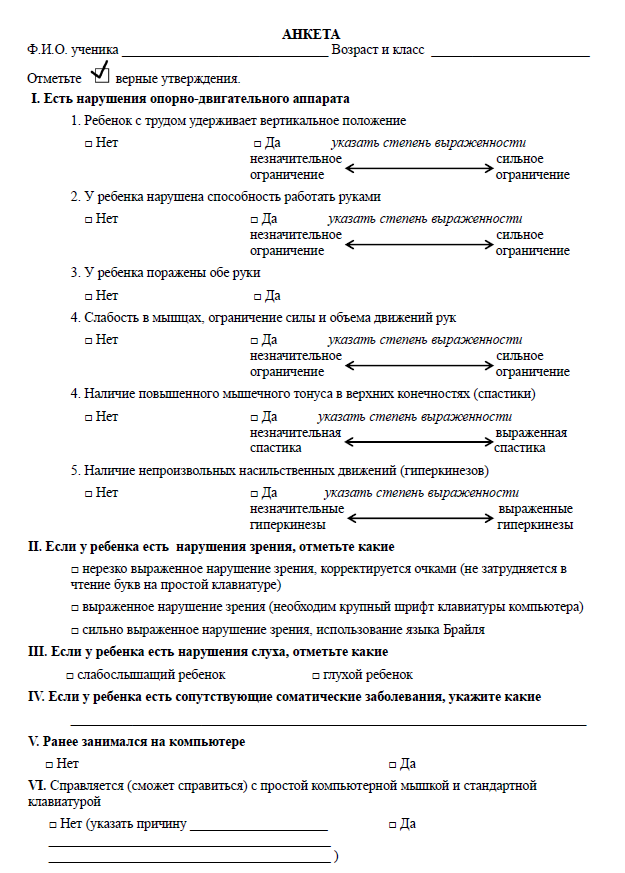 АНКЕТА
Ф.И.О. ученика ______________________________ Возраст и класс _______________________
Отметьте ☑ верные утверждения.
I. Есть нарушения опорно-двигательного аппарата
1. Ребенок с трудом удерживает вертикальное положение
□ Нет □ Да указать степень выраженности
незначительное сильное
ограничение ограничение
2. У ребенка нарушена способность работать руками
□ Нет □ Да указать степень выраженности
незначительное сильное
ограничение ограничение
3. У ребенка поражены обе руки
□ Нет □ Да
4. Слабость в мышцах, ограничение силы и объема движений рук
□ Нет □ Да указать степень выраженности
незначительное сильное
ограничение ограничение
4. Наличие повышенного мышечного тонуса в верхних конечностях (спастики)
□ Нет □ Да указать степень выраженности
незначительная выраженная
спастика спастика
5. Наличие непроизвольных насильственных движений (гиперкинезов)
□ Нет □ Да указать степень выраженности
незначительные выраженные
гиперкинезы гиперкинезы
II. Если у ребенка есть нарушения зрения, отметьте какие
□ нерезко выраженное нарушение зрения, корректируется очками (не затрудняется в
чтение букв на простой клавиатуре)
□ выраженное нарушение зрения (необходим крупный шрифт клавиатуры компьютера)
□ сильно выраженное нарушение зрения, использование языка Брайля
III. Если у ребенка есть нарушения слуха, отметьте какие
□ слабослышащий ребенок □ глухой ребенок
IV. Если у ребенка есть сопутствующие соматические заболевания, укажите какие
V. Ранее занимался на компьютере
□ Нет □ Да
VI. Справляется (сможет справиться) с простой компьютерной мышкой и стандартной
клавиатурой
□ Нет (указать причину ____________________ □ Да
_________________________________________
_________________________________________ )